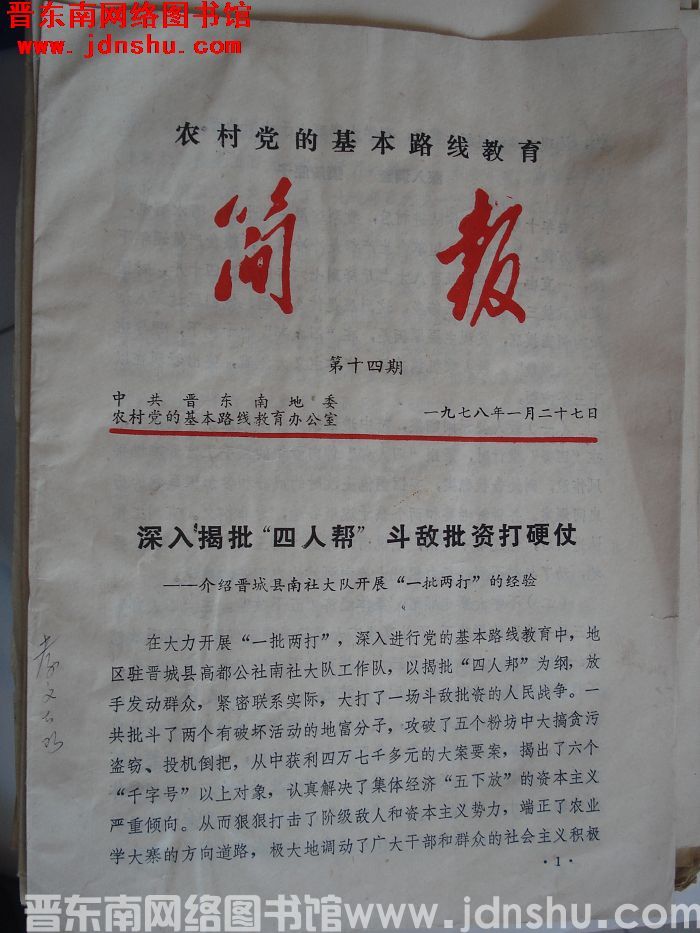 晋东南网络图书馆
www.jdnshu.com
农村党的基本路线教育
简报
第十四期
中共晋东南地委
农村党的基本路线教育办公室
一九七八年一月二十七日
深入揭批“四人帮” 斗敌批资打硬仗
——介绍晋城县南社大队开展“一批两打”的经验
在大力开展“一批两打”，深入进行党的基本路线教育中，地
区驻晋城县高都公社南社大队工作队，以揭批“四人邦”为纲，放
手发动群众，紧密联系实际，大打了一场斗敌批资的人民战争。一
共批斗了两个有破坏活动的地富分子，攻破了五个粉坊中大搞贪污
盗窃、投机倒把，从中获利四万七千多元的大案要案，揭出了六个
“千字号”以上对象，认真解决了集体经济“五下放”的资本主义
严重倾向。从而狠狠打击了阶级敌人和资本主义势力，端正了农业
学大寨的方向道路，极大地调动了广大干部和群众的社会主义积极
·1·
晋东南网络图书馆www.jdnshu.com